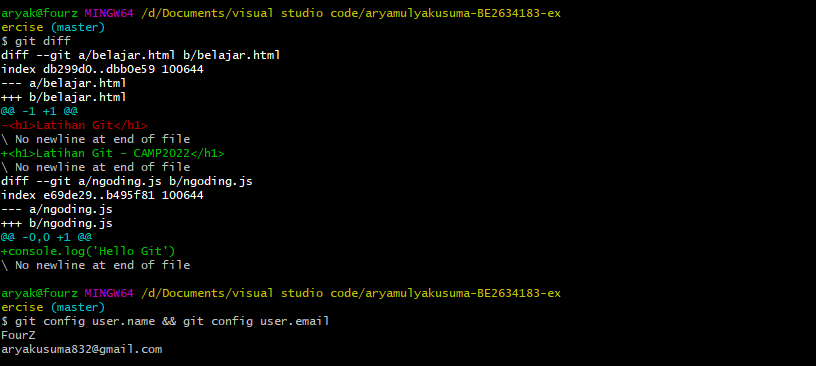 aryak@fourz MINGW64 /d/Documents/visual studio code/aryamulyakusuma-BE2634183-ex
ercise (master)
$ git diff
diff --git a/belajar.html b/belajar.html
index db299d0..dbb0e59 100644
--- a/belajar.html
+++ b/belajar.html
@@ -1 +1 @@
-<h1>Latihan Git</h1>
\ No newline at end of file
+<h1>Latihan Git - CAMP2022</h1>
\ No newline at end of file
diff --git a/ngoding.js b/ngoding.js
index e69de29..b495f81 100644
--- a/ngoding.js
+++ b/ngoding.js
@@ -0,0 +1 @@
+console.log('Hello Git')
\ No newline at end of file
aryak@fourz MINGW64 /d/Documents/visual studio code/aryamulyakusuma-BE2634183-ex
ercise (master)
$ git config user.name && git config user.email
FourZ
aryakusuma832@gmail.com